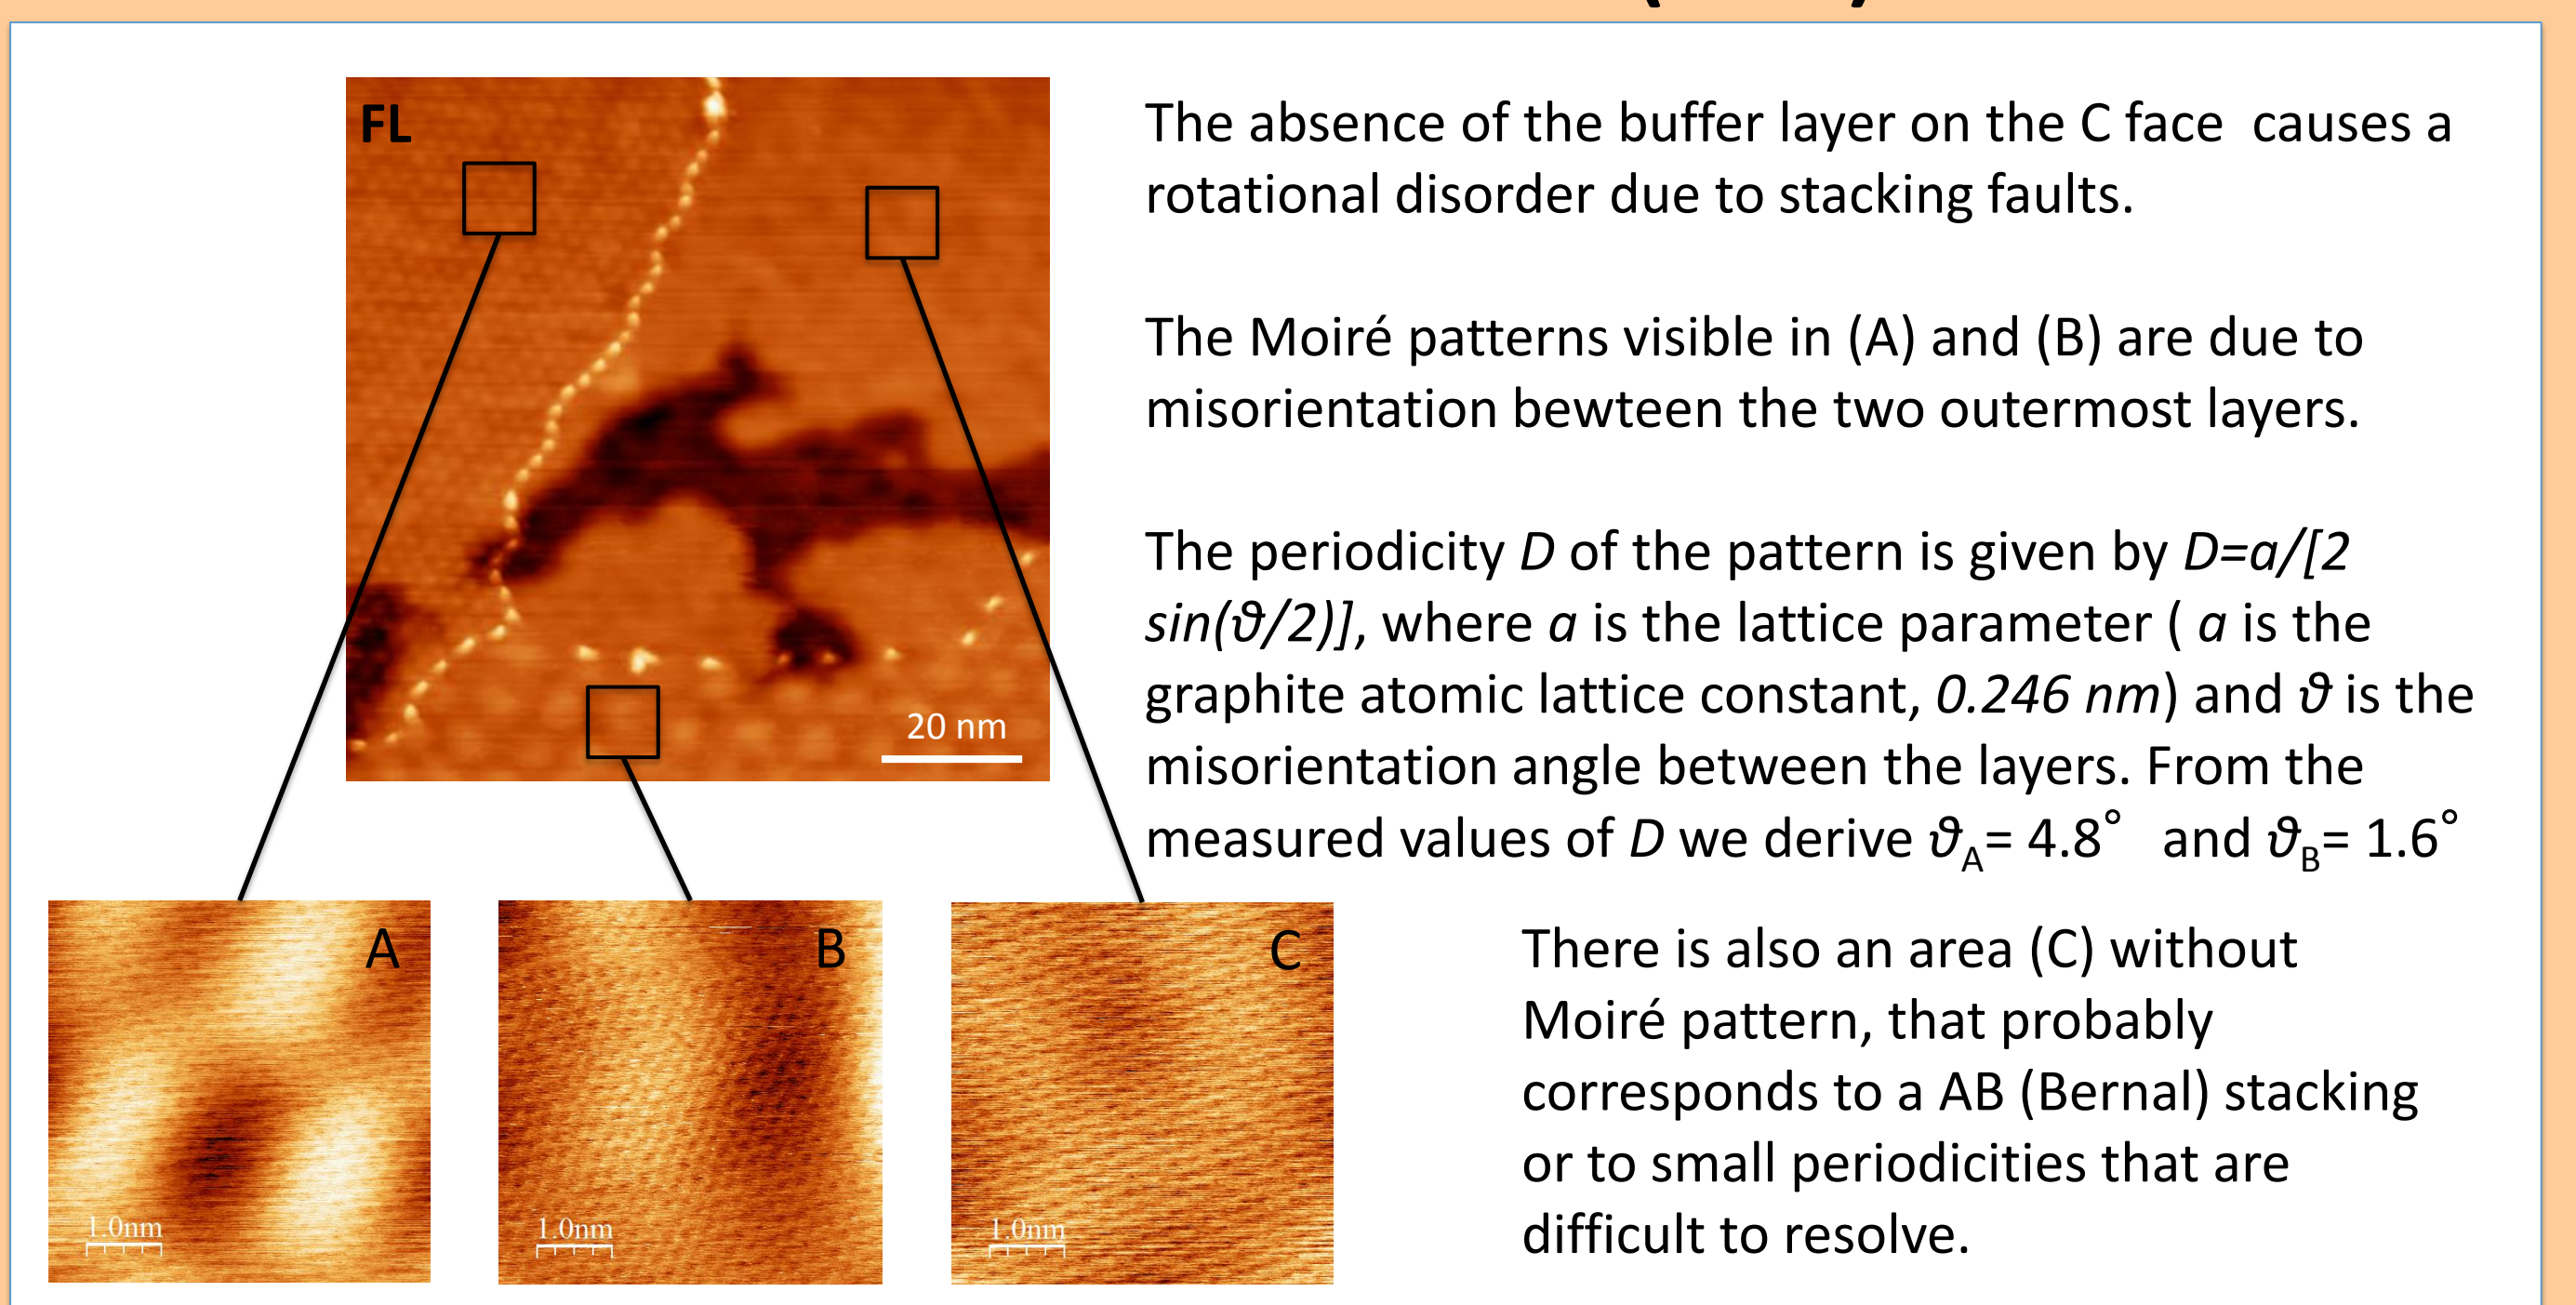 FL
20 nm
The absence of the buffer layer on the C face  causes a
rotational disorder due to stacking faults.
The Moiré patterns visible in (A) and (B) are due to
misorientation bewteen the two outermost layers.
The periodicity D of the pattern is given by D=a/[2
sin(ϑ/2)], where a is the lattice parameter ( a is the
graphite atomic lattice constant, 0.246 nm) and ϑ is the
misorientation angle between the layers. From the
measured values of D we derive ϑA= 4.8°  and ϑB= 1.6°
A
1.0nm
B
1.0nm
C
1.0nm
There is also an area (C) without
Moiré pattern, that probably
corresponds to a AB (Bernal) stacking
or to small periodicities that are
difficult to resolve.